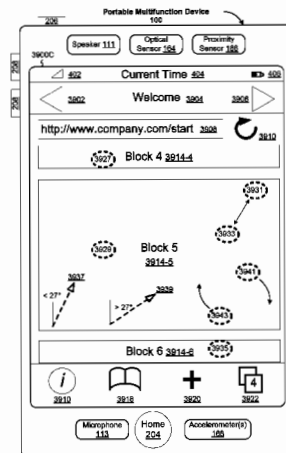 Portable Multifunction Device
100
206
Speaker 111
Optical Sensor 164
Proximity Sensor 166
3900C
208
208
402
Current Time 404
406
3902
Welcome 3904
3906
http://www.company.com/start 3908
3910
3927
Block 4 3914-4
3931
3933
3929
Block 5
3914-5
3937
3939
3941
< 27°
> 27°
3943
Block 6 3914-6
3935
i
4
3910
3918
3920
3922
Microphone 113
Home 204
Accelerometer(s) 168